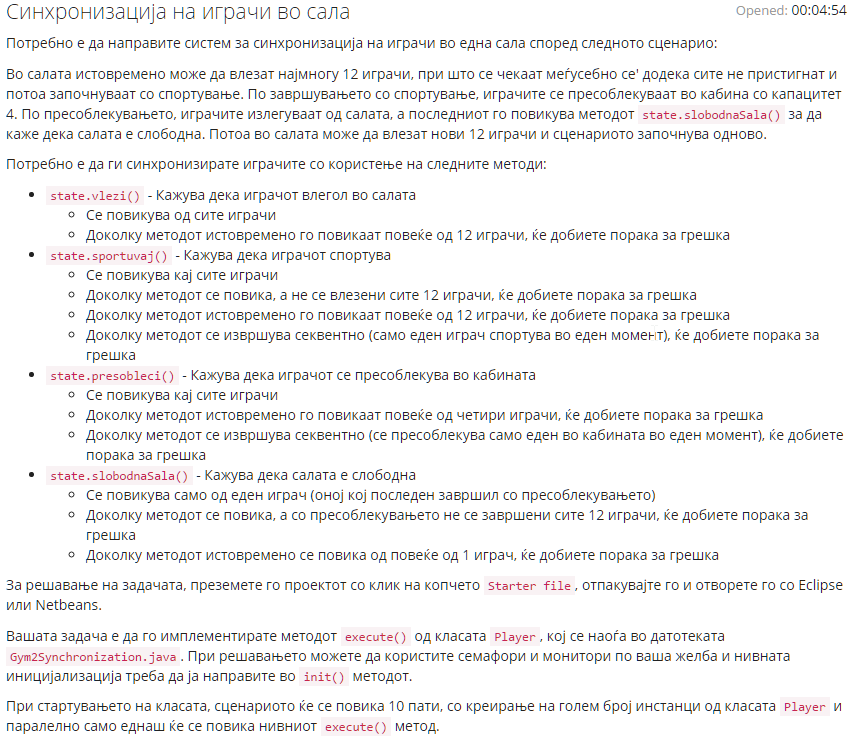 Синхронизација на играчи во сала
Opened: 00:04:54
Потребно е да направите систем за синхронизација на играчи во една сала според следното сценарио:
Во салата истовремено може да влезат најмногу 12 играчи, при што се чекаат меѓусебно се' додека сите не пристигнат и
потоа започнуваат со спортување. По завршувањето со спортување, играчите се пресоблекуваат во кабина со капацитет
4. По пресоблекувањето, играчите излегуваат од салата, а последниот го повикува методот state.slobodnaSala() за да
каже дека салата е слободна. Потоа во салата може да влезат нови 12 играчи и сценариото започнува одново.
Потребно е да ги синхронизирате играчите со користење на следните методи:
• state.vlezi() - Кажува дека играчот влегол во салата
◦ Се повикува од сите играчи
◦ Доколку методот истовремено го повикаат повеќе од 12 играчи, ќе добиете порака за грешка
• state.sportuvaj() - Кажува дека играчот спортува
◦ Се повикува кај сите играчи
◦ Доколку методот се повика, а не се влезени сите 12 играчи, ќе добиете порака за грешка
◦ Доколку методот истовремено го повикаат повеќе од 12 играчи, ќе добиете порака за грешка
◦ Доколку методот се извршува секвентно (само еден играч спортува во еден момент), ќе добиете порака за
грешка
• state.presobleci() - Кажува дека играчот се пресоблекува во кабината
◦ Се повикува кај сите играчи
◦ Доколку методот истовремено го повикаат повеќе од четири играчи, ќе добиете порака за грешка
◦ Доколку методот се извршува секвентно (се пресоблекува само еден во кабината во еден момент), ќе добиете
порака за грешка
• state.slobodnaSala() - Кажува дека салата е слободна
◦ Се повикува само од еден играч (оној кој последен завршил со пресоблекувањето)
◦ Доколку методот се повика, а со пресоблекувањето не се завршени сите 12 играчи, ќе добиете порака за
грешка
◦ Доколку методот истовремено се повика од повеќе од 1 играч, ќе добиете порака за грешка
За решавање на задачата, преземете го проектот со клик на копчето Starter file, отпакувајте го и отворете го со Eclipse
или Netbeans.
Вашата задача е да го имплементирате методот execute() од класата Player, кој се наоѓа во датотеката
Gym2Synchronization.java. При решавањето можете да користите семафори и монитори по ваша желба и нивната
иницијализација треба да ја направите во init() методот.
При стартувањето на класата, сценариото ќе се повика 10 пати, со креирање на голем број инстанци од класата Player и
паралелно само еднаш ќе се повика нивниот execute() метод.